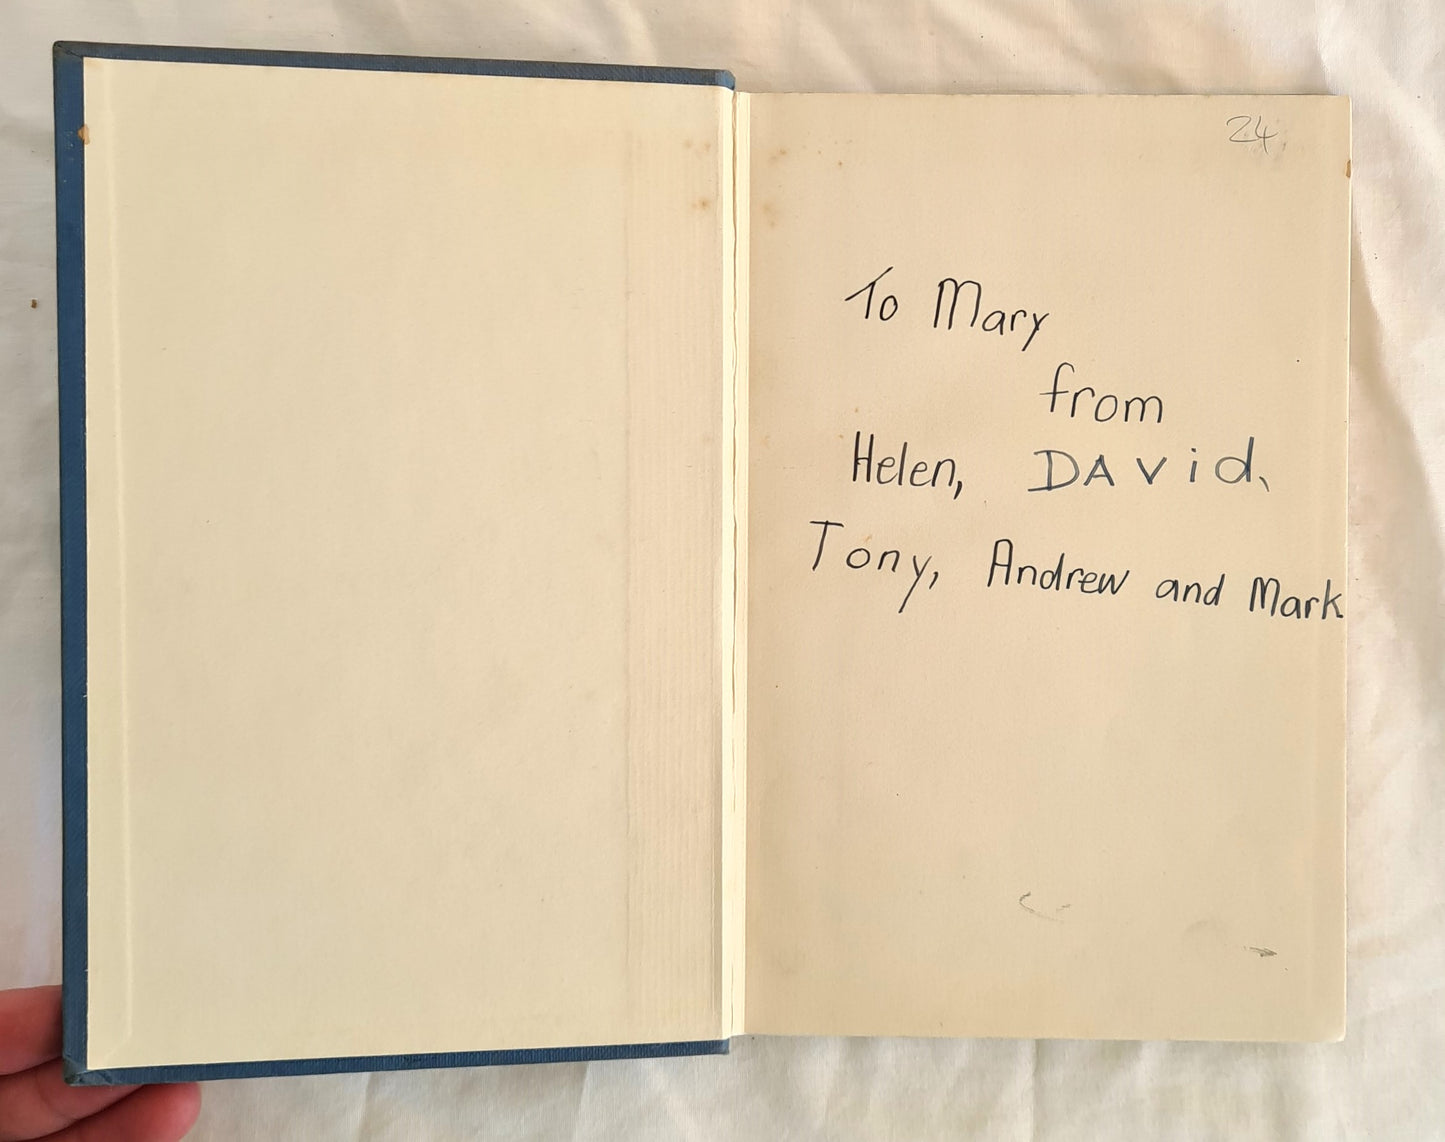 24
To Mary
from
Helen, DAvid,
Tony, Andrew and Mark